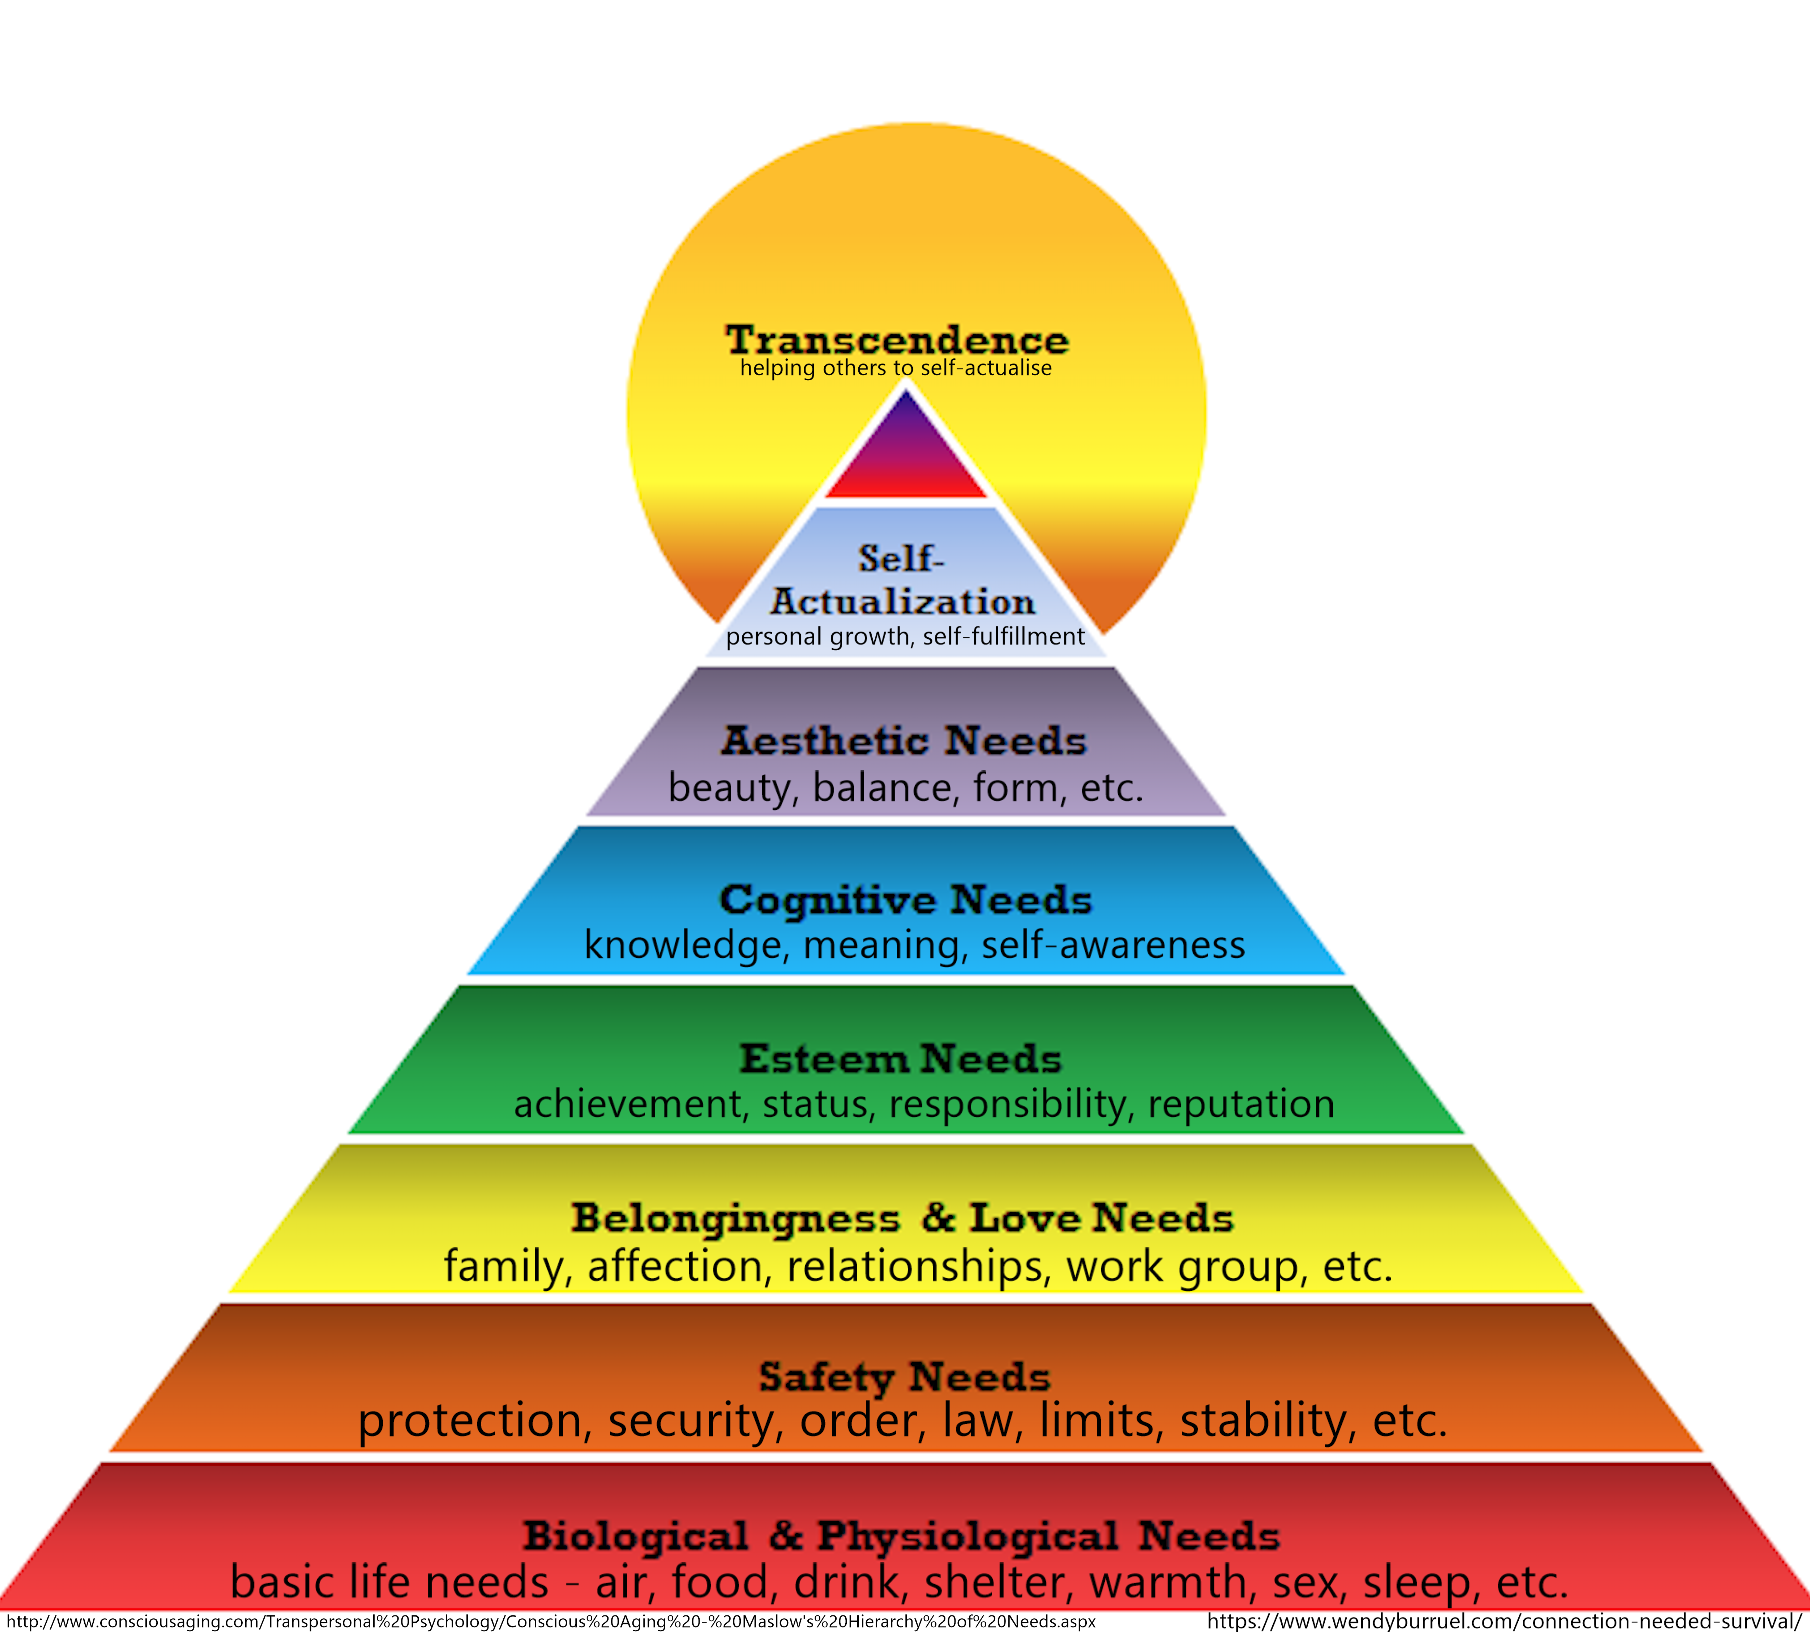 Transcendence
helping others to self-actualise
Self-
Actualization
personal growth, self-fulfillment
Aesthetic Needs
beauty, balance, form, etc.
Cognitive Needs
knowledge, meaning, self-awareness
Esteem Needs
achievement, status, responsibility, reputation
Belongingness & Love Needs
family, affection, relationships, work group, etc.
Safety Needs
protection, security, order, law, limits, stability, etc.
Biological & Physiological Needs
basic life needs - air, food, drink, shelter, warmth, sex, sleep, etc.
http://www.consciousaging.com/Transpersonal%20Psychology/Conscious%20Aging%20-%20Maslow's%20Hierarchy%20of%20Needs.aspx
https://www.wendyburruel.com/connection-needed-survival/